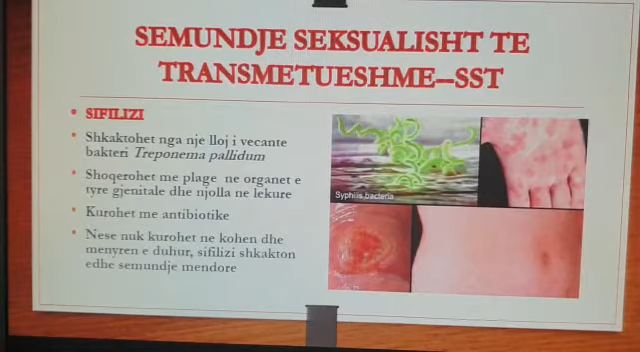 SEMUNDJE SEKSUALISHT TE
TRANSMETUESHME–SST
SIFILIZI
Shkaktohet nga nje lloj i vecante
bakteri Treponema pallidum
Shoqerohet me plage ne organet e
tyre gjenitale dhe njolla ne lekure
Kurohet me antibiotike
Nese nuk kurohet ne kohen dhe
menyren e duhur, sifilizi shkakton
edhe semundje mendore
Syphilis bacteria